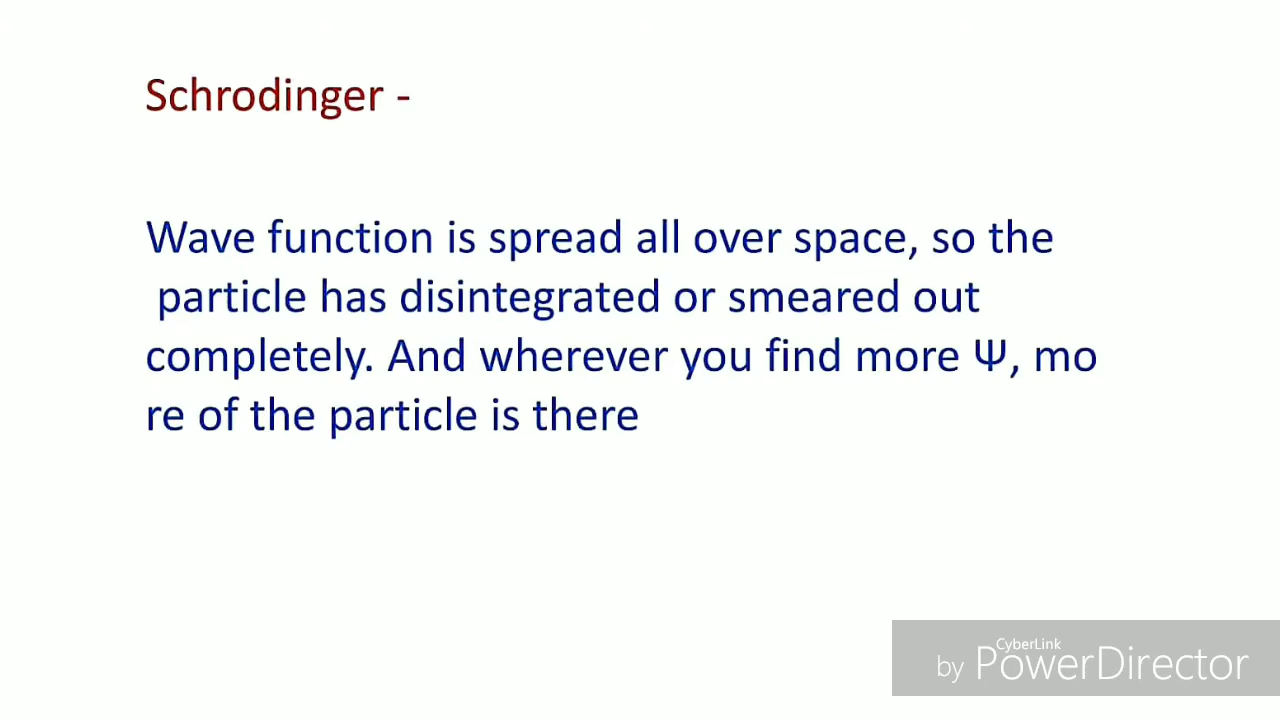 Schrodinger -
Wave function is spread all over space, so the
particle has disintegrated or smeared out
completely. And wherever you find more Ψ, mo
re of the particle is there
CyberLink
by PowerDirector